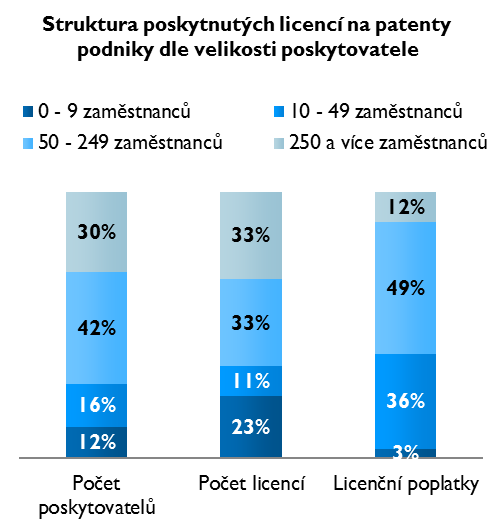 Struktura poskytnutých licencí na patenty
podniky dle velikosti poskytovatele
0 - 9 zaměstnanců
10 - 49 zaměstnanců
50 - 249 zaměstnanců
250 a více zaměstnanců
30%
33%
12%
42%
33%
49%
16%
11%
36%
12%
23%
3%
Počet
poskytovatelů
Počet licencí
Licenční poplatky